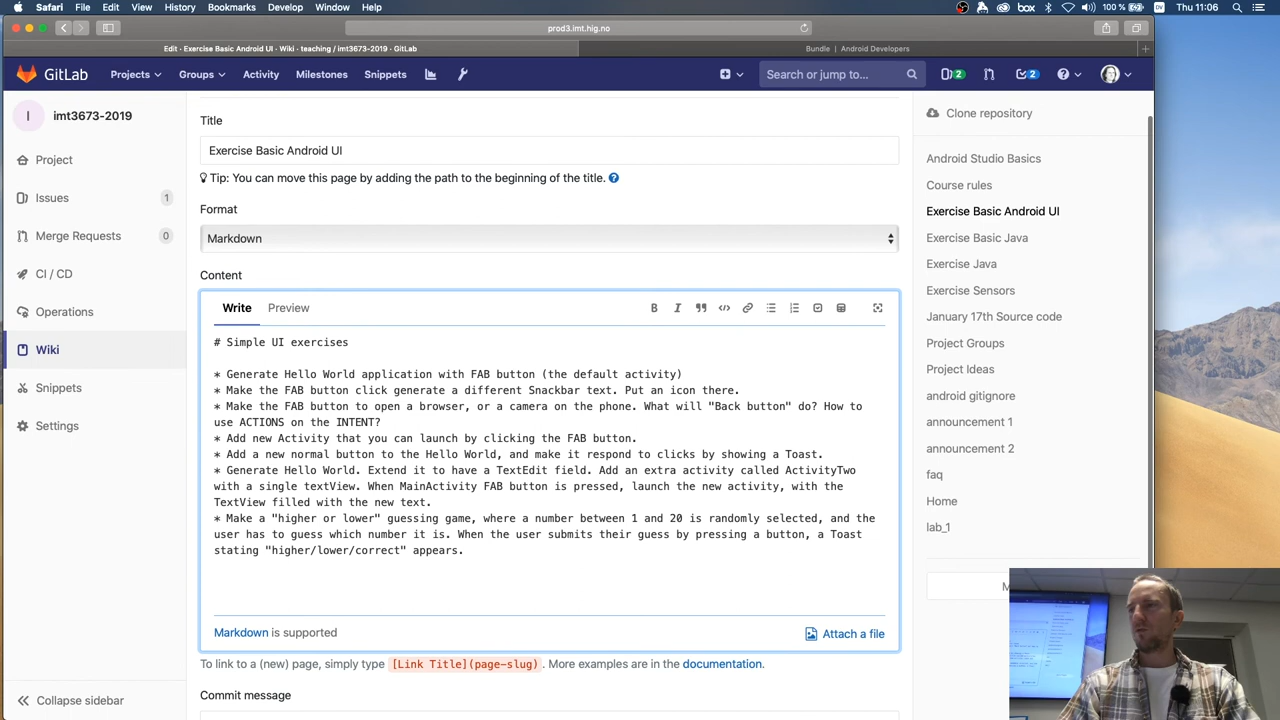 Safari File Edit View History Bookmarks Develop Window Help
box 100 % Thu 11:06
prod3.imt.hig.no
Edit · Exercise Basic Android UI · Wiki · teaching / imt3673-2019 · GitLab
Bundle | Android Developers
GitLab Projects Groups Activity Milestones Snippets
Search or jump to...
2
2
I imt3673-2019
Project
Issues 1
Merge Requests 0
CI / CD
Operations
Wiki
Snippets
Settings
Collapse sidebar
Title
Exercise Basic Android UI
Tip: You can move this page by adding the path to the beginning of the title.
Format
Markdown
Content
Write Preview
# Simple UI exercises
* Generate Hello World application with FAB button (the default activity)
* Make the FAB button click generate a different Snackbar text. Put an icon there.
* Make the FAB button to open a browser, or a camera on the phone. What will "Back button" do? How to
use ACTIONS on the INTENT?
* Add new Activity that you can launch by clicking the FAB button.
* Add a new normal button to the Hello World, and make it respond to clicks by showing a Toast.
* Generate Hello World. Extend it to have a TextEdit field. Add an extra activity called ActivityTwo
with a single textView. When MainActivity FAB button is pressed, launch the new activity, with the
TextView filled with the new text.
* Make a "higher or lower" guessing game, where a number between 1 and 20 is randomly selected, and the
user has to guess which number it is. When the user submits their guess by pressing a button, a Toast
stating "higher/lower/correct" appears.
Markdown is supported
Attach a file
To link to a (new) page, simply type [Link Title](page-slug). More examples are in the documentation.
Commit message
Clone repository
Android Studio Basics
Course rules
Exercise Basic Android UI
Exercise Basic Java
Exercise Java
Exercise Sensors
January 17th Source code
Project Groups
Project Ideas
android gitignore
announcement 1
announcement 2
faq
Home
lab_1